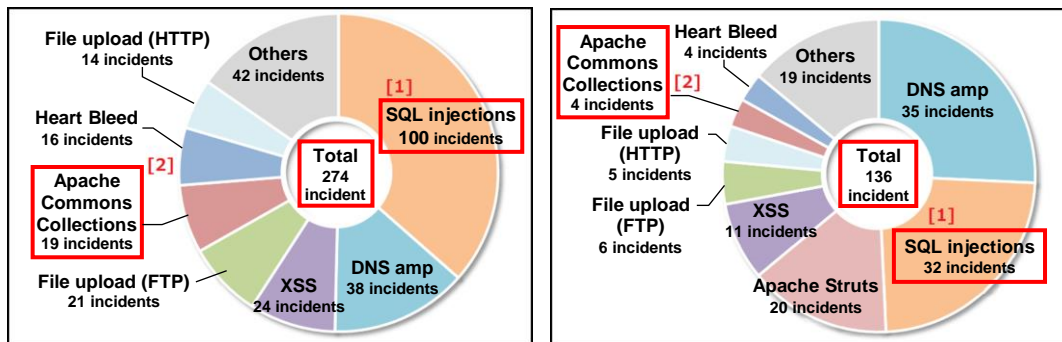 File upload (HTTP)
14 incidents
Others
42 incidents
[1]
SQL injections
100 incidents
Heart Bleed
16 incidents
[2]
Total
274
incident
Apache
Commons
Collections
19 incidents
File upload (FTP)
21 incidents
XSS
24 incidents
DNS amp
38 incidents
Apache
Commons
Collections
4 incidents
[2]
Heart Bleed
4 incidents
Others
19 incidents
DNS amp
35 incidents
File upload
(HTTP)
5 incidents
Total
136
incident
File upload
(FTP)
6 incidents
XSS
11 incidents
[1]
SQL injections
32 incidents
Apache Struts
20 incidents